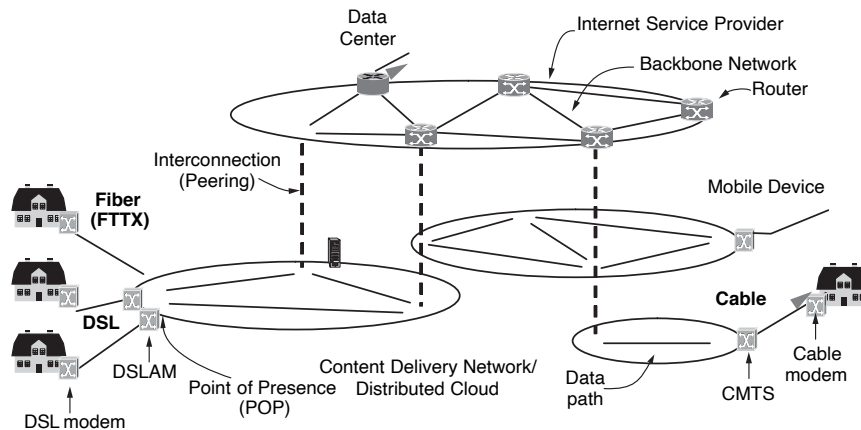 Data
Center
Internet Service Provider
Backbone Network
Router
Interconnection
(Peering)
Mobile Device
Fiber
(FTTX)
Cable
DSL
DSLAM
Point of Presence
(POP)
Content Delivery Network/
Distributed Cloud
Data
path
CMTS
Cable
modem
DSL modem